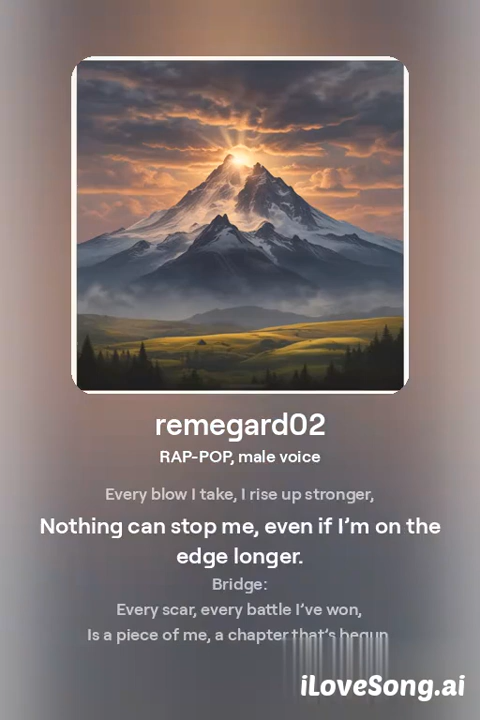 remegard02
RAP-POP, male voice
Every blow I take, I rise up stronger,
Nothing can stop me, even if I’m on the
edge longer.
Bridge:
Every scar, every battle I’ve won,
Is a piece of me, a chapter that’s begun
iLoveSong.ai